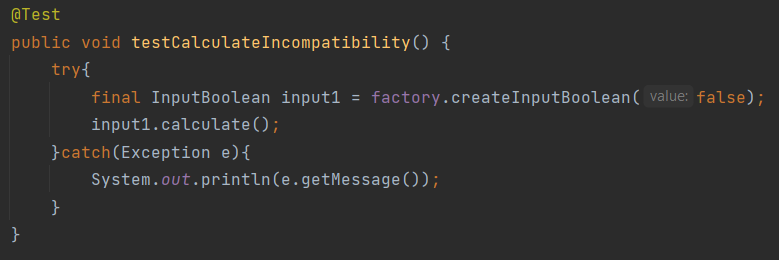 @Test
public void testCalculateIncompatibility() {
    try{
        final InputBoolean input1 = factory.createInputBoolean( value: false);
        input1.calculate();
    }catch(Exception e){
        System.out.println(e.getMessage());
    }
}